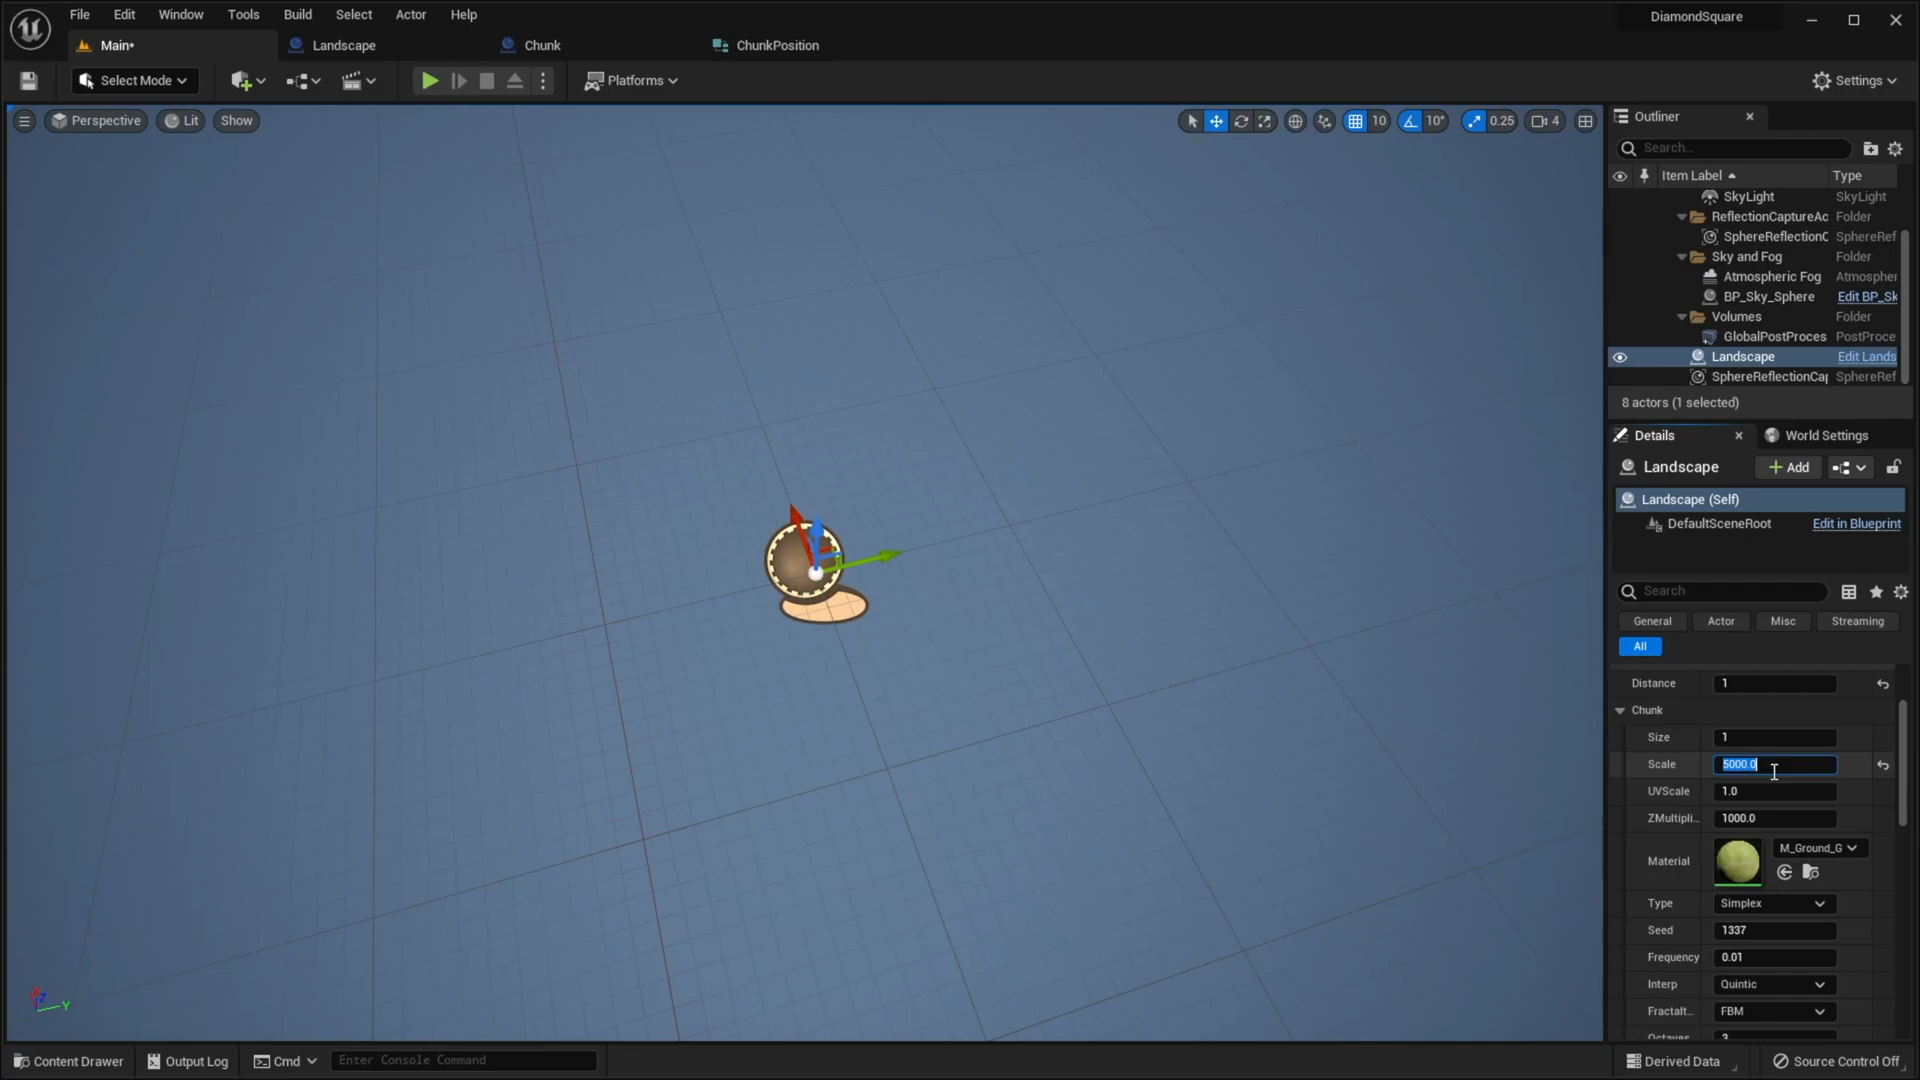 File Edit Window Tools Build Select Actor Help DiamondSquare
Main* Landscape Chunk ChunkPosition
Select Mode Platforms Settings
Perspective Lit Show 10 10° 0.25 4
Outliner
Search...
Item Label Type
SkyLight SkyLight
ReflectionCaptureAc Folder
SphereReflectionC SphereRef
Sky and Fog Folder
Atmospheric Fog Atmospher
BP_Sky_Sphere Edit BP_Sk
Volumes Folder
GlobalPostProces PostProce
Landscape Edit Lands
SphereReflectionCap SphereRef
8 actors (1 selected)
Details World Settings
Landscape Add
Landscape (Self)
DefaultSceneRoot Edit in Blueprint
Search
General Actor Misc Streaming
All
Distance 1
Chunk
Size 1
Scale 5000.0
UVScale 1.0
ZMultipli... 1000.0
Material M_Ground_G
Type Simplex
Seed 1337
Frequency 0.01
Interp Quintic
Fractalt... FBM
Octaves 3
X Z Y
Content Drawer Output Log Cmd Enter Console Command Derived Data Source Control Off